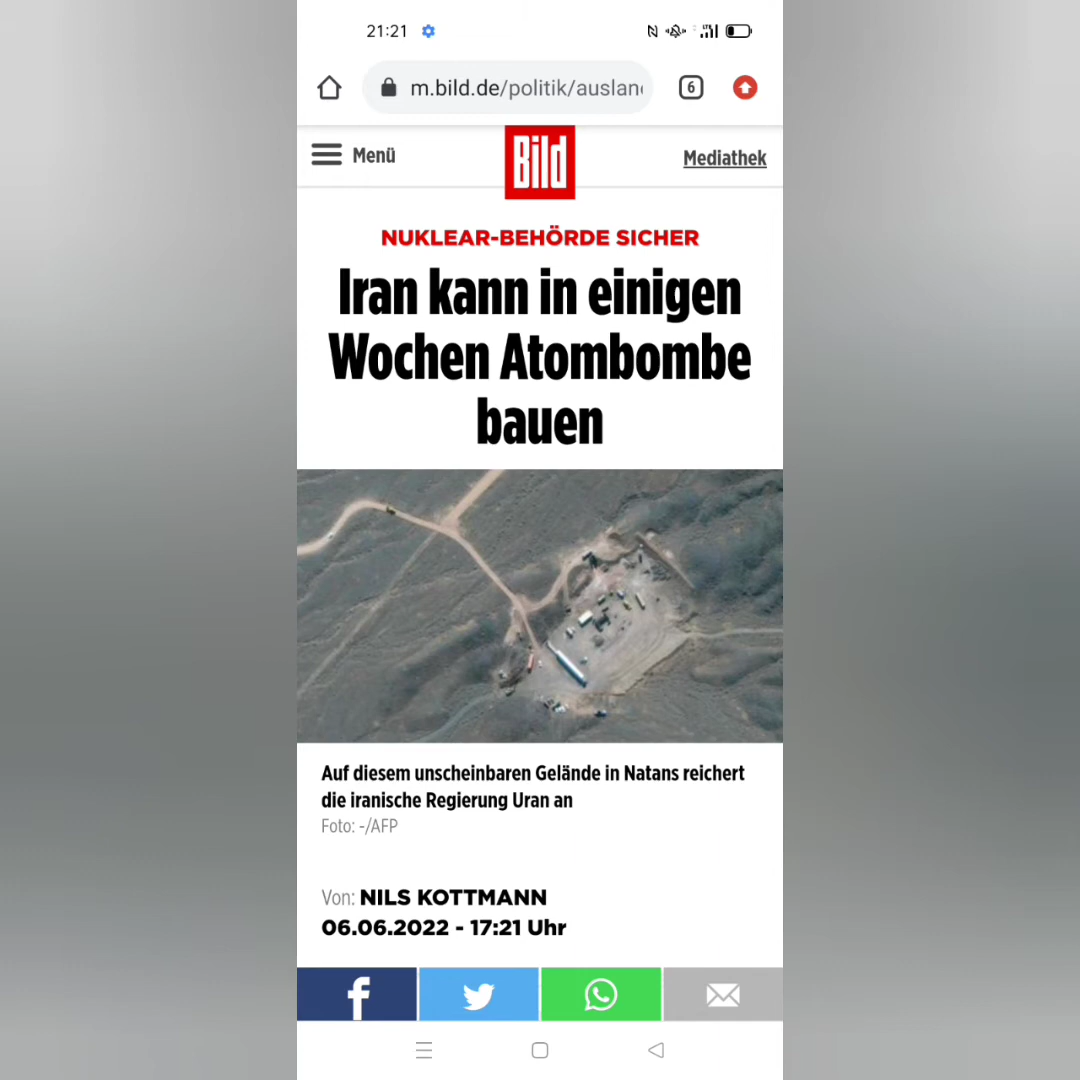 21:21
m.bild.de/politik/auslan
6
Menü
Bild
Mediathek
NUKLEAR-BEHÖRDE SICHER
Iran kann in einigen
Wochen Atombombe
bauen
Auf diesem unscheinbaren Gelände in Natans reichert
die iranische Regierung Uran an
Foto: -/AFP
Von: NILS KOTTMANN
06.06.2022 - 17:21 Uhr